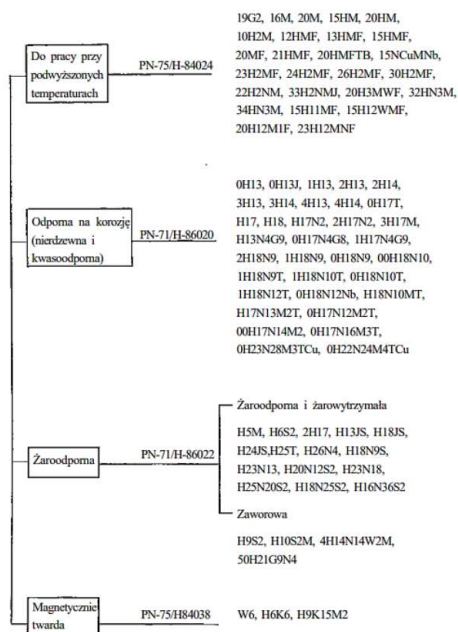 Do pracy przy
podwyższonych
temperaturach
PN-75/H-84024
19G2, 16M, 20M, 15HM, 20HM,
10H2M, 12HMF, 13HMF, 15HMF,
20MF, 21HMF, 20HMFTB, 15NCuMNb,
23H2MF, 24H2MF, 26H2MF, 30H2MF,
22H2NM, 33H2NMJ, 20H3MWF, 32HN3M,
34HN3M, 15H11MF, 15H12WMF,
20H12M1F, 23H12MNF
Odporna na korozję
(nierdzewna i
kwasoodporna)
PN-71/H-86020
0H13, 0H13J, 1H13, 2H13, 2H14,
3H13, 3H14, 4H13, 4H14, 0H17T,
H17, H18, H17N2, 2H17N2, 3H17M,
H13N4G9, 0H17N4G8, 1H17N4G9,
2H18N9, 1H18N9, 0H18N9, 00H18N10,
1H18N9T, 1H18N10T, 0H18N10T,
1H18N12T, 0H18N12Nb, H18N10MT,
H17N13M2T, 0H17N12M2T,
00H17N14M2, 0H17N16M3T,
0H23N28M3TCu, 0H22N24M4TCu
Żaroodporna
PN-71/H-86022
Żaroodporna i żarowytrzymała
H5M, H6S2, 2H17, H13JS, H18JS,
H24JS,H25T, H26N4, H18N9S,
H23N13, H20N12S2, H23N18,
H25N20S2, H18N25S2, H16N36S2
Zaworowa
H9S2, H10S2M, 4H14N14W2M,
50H21G9N4
Magnetycznie
twarda
PN-75/H84038
W6, H6K6, H9K15M2